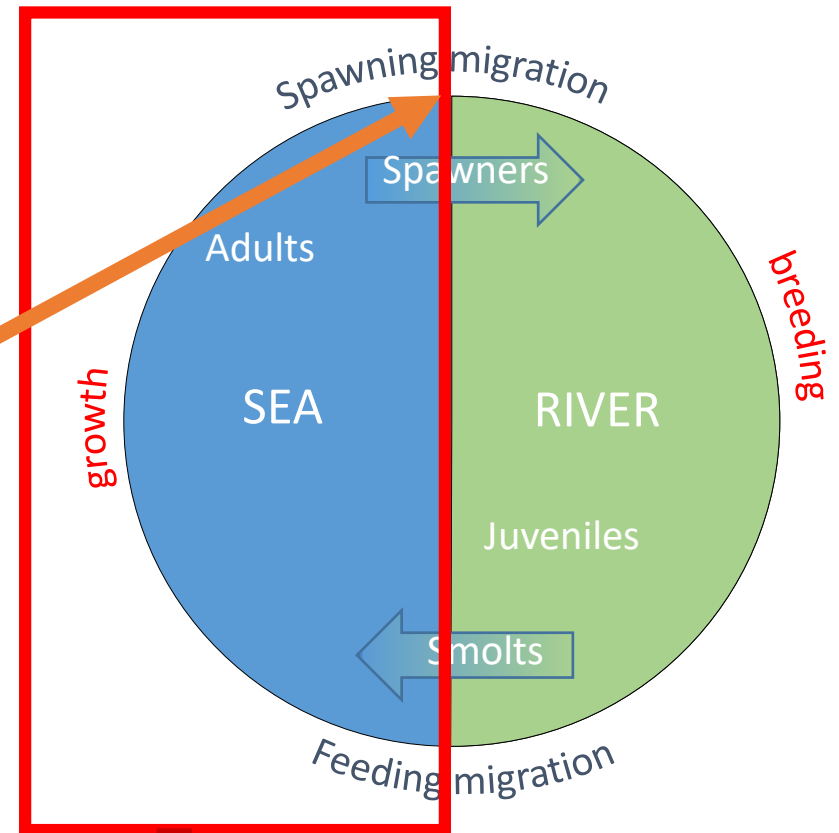 Spawning migration
Spawners
Adults
breeding
growth
SEA
RIVER
Juveniles
Smolts
Feeding migration